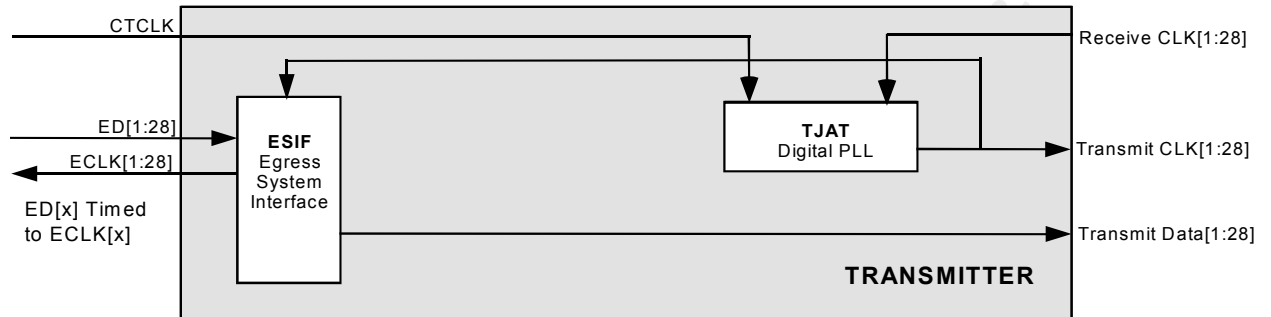 CTCLK
Receive CLK[1:28]
ED[1:28]
ECLK[1:28]
ED[x] Timed
to ECLK[x]
ESIF
Egress
System
Interface
TJAT
Digital PLL
Transmit CLK[1:28]
Transmit Data[1:28]
TRANSMITTER